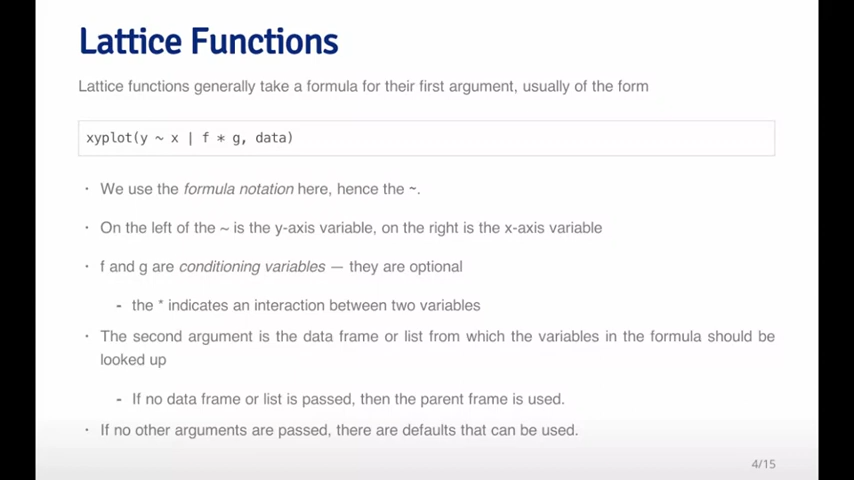 Lattice Functions
Lattice functions generally take a formula for their first argument, usually of the form
xyplot(y ~ x | f * g, data)
· We use the formula notation here, hence the ~.
· On the left of the ~ is the y-axis variable, on the right is the x-axis variable
· f and g are conditioning variables — they are optional
- the * indicates an interaction between two variables
· The second argument is the data frame or list from which the variables in the formula should be
looked up
- If no data frame or list is passed, then the parent frame is used.
· If no other arguments are passed, there are defaults that can be used.
4/15